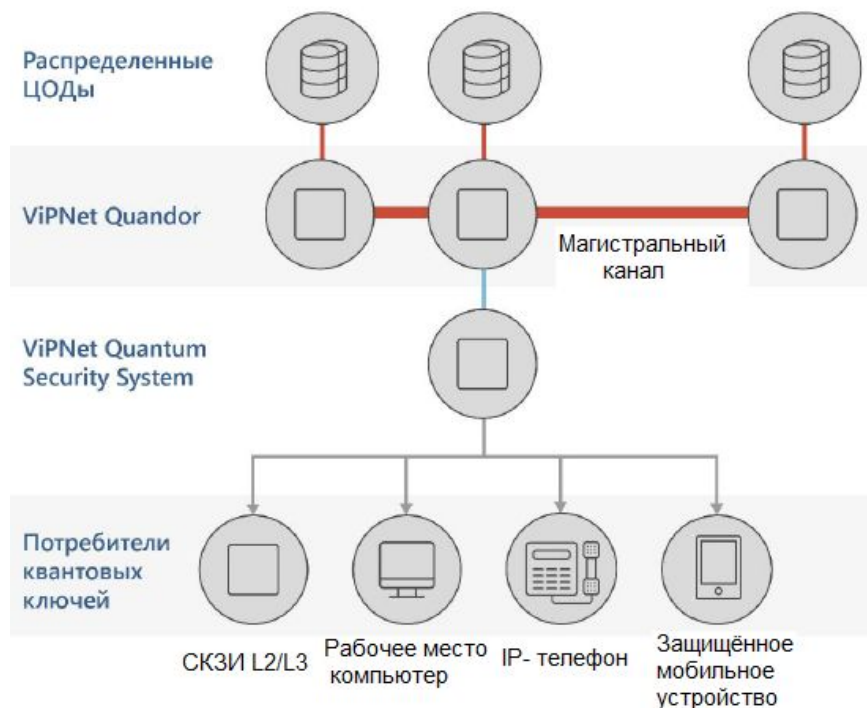 Распределенные
ЦОДы
ViPNet Quandor
Магистральный
канал
ViPNet Quantum
Security System
Потребители
квантовых
ключей
СКЗИ L2/L3
Рабочее место
компьютер
IP- телефон
Защищённое
мобильное
устройство